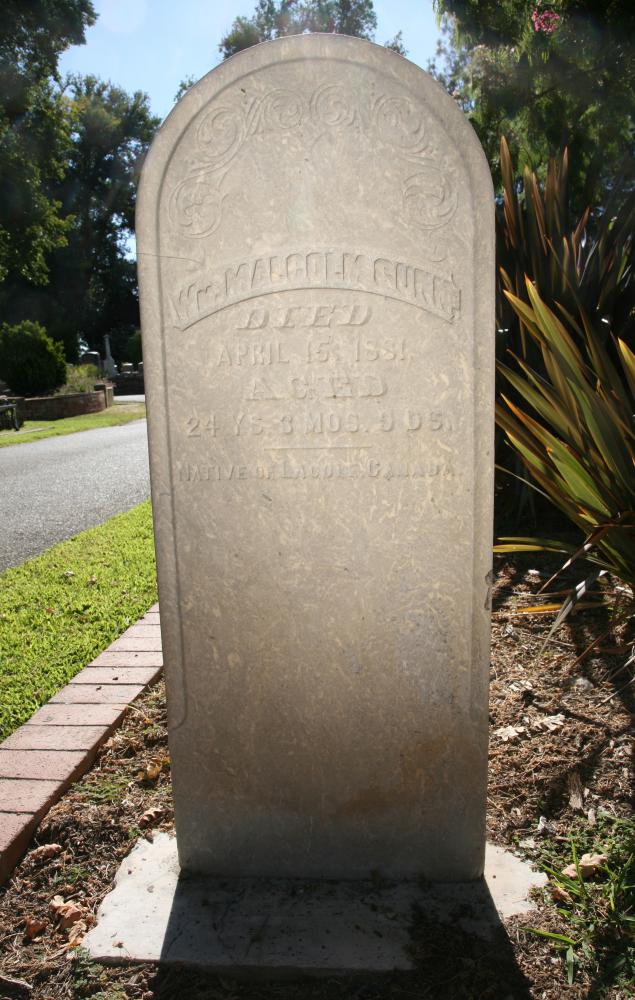 Wm. MALCOLM GUNN
DIED
APRIL 15, 1881,
AGED
24 YS. 3 MOS. 9 DS.
NATIVE OF LACOLE, CANADA.